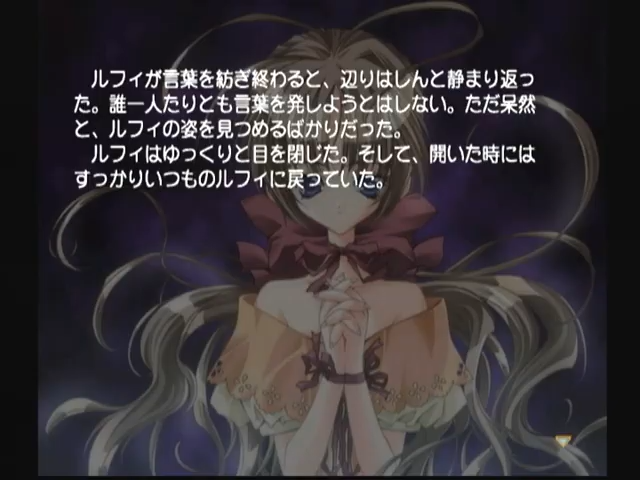 ルフィが言葉を紡ぎ終わると、辺りはしんと静まり返っ
た。誰一人たりとも言葉を発しようとはしない。ただ呆然
と、ルフィの姿を見つめるばかりだった。
ルフィはゆっくりと目を閉じた。そして、開いた時には
すっかりいつものルフィに戻っていた。